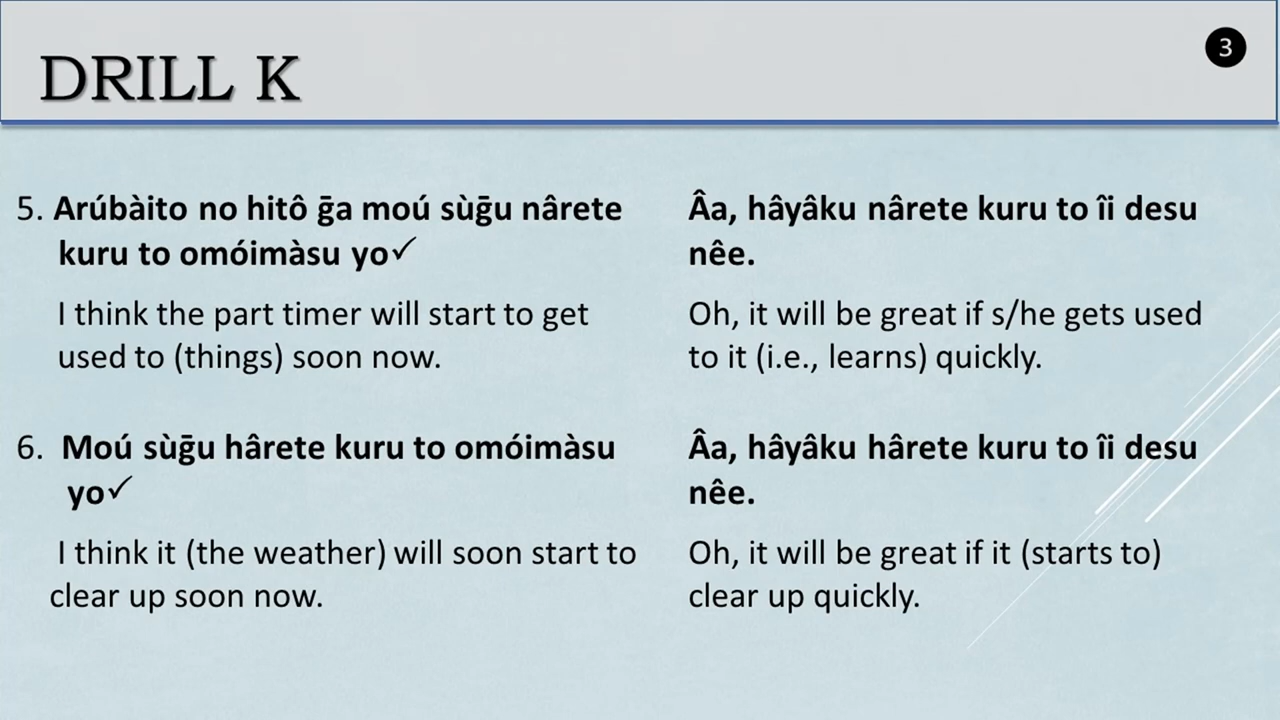 DRILL K
3
5. Arúbàito no hitô ḡa moú sùḡu nârete
kuru to omóimàsu yo✓
I think the part timer will start to get
used to (things) soon now.
Âa, hâyâku nârete kuru to îi desu
nêe.
Oh, it will be great if s/he gets used
to it (i.e., learns) quickly.
6. Moú sùḡu hârete kuru to omóimàsu
yo✓
I think it (the weather) will soon start to
clear up soon now.
Âa, hâyâku hârete kuru to îi desu
nêe.
Oh, it will be great if it (starts to)
clear up quickly.